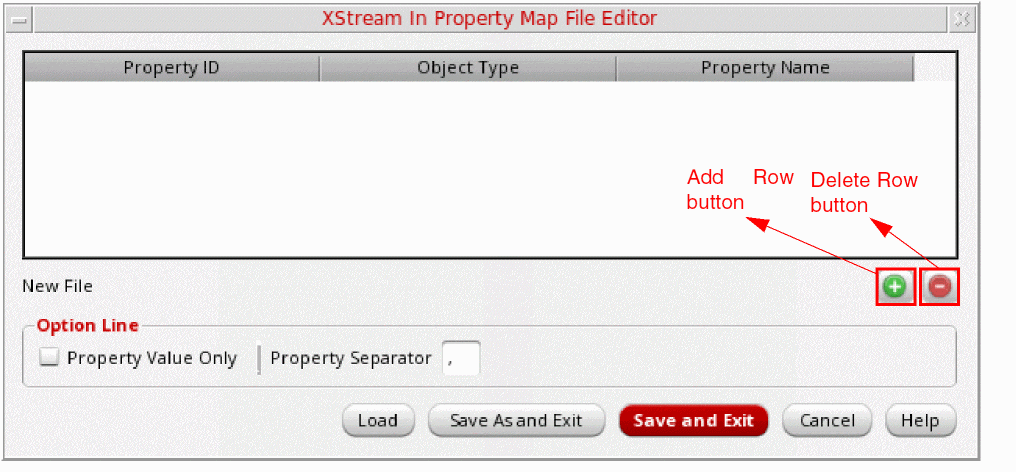 XStream In Property Map File Editor
Property ID Object Type Property Name
Add Row
button
Delete Row
button
New File
Option Line
Property Value Only Property Separator ,
Load Save As and Exit Save and Exit Cancel Help